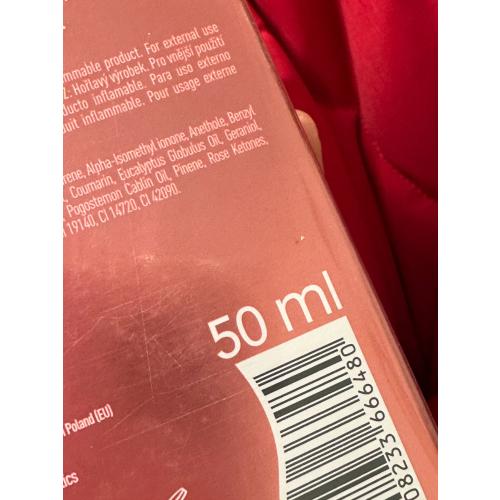 mmable product. For external use
Z: Hořlavý výrobek. Pro vnější použití
ducto inflamable. Para uso externo
duit inflammable. Pour usage externe
rene, Alpha-Isomethyl ionone, Anethole, Benzyl
Coumarin, Eucalyptus Globulus Oil, Geraniol,
Pogostemon Cablin Oil, Pinene, Rose Ketones,
19140, CI 14720, CI 42090.
50 ml
08233 666480
Poland (EU)
tics